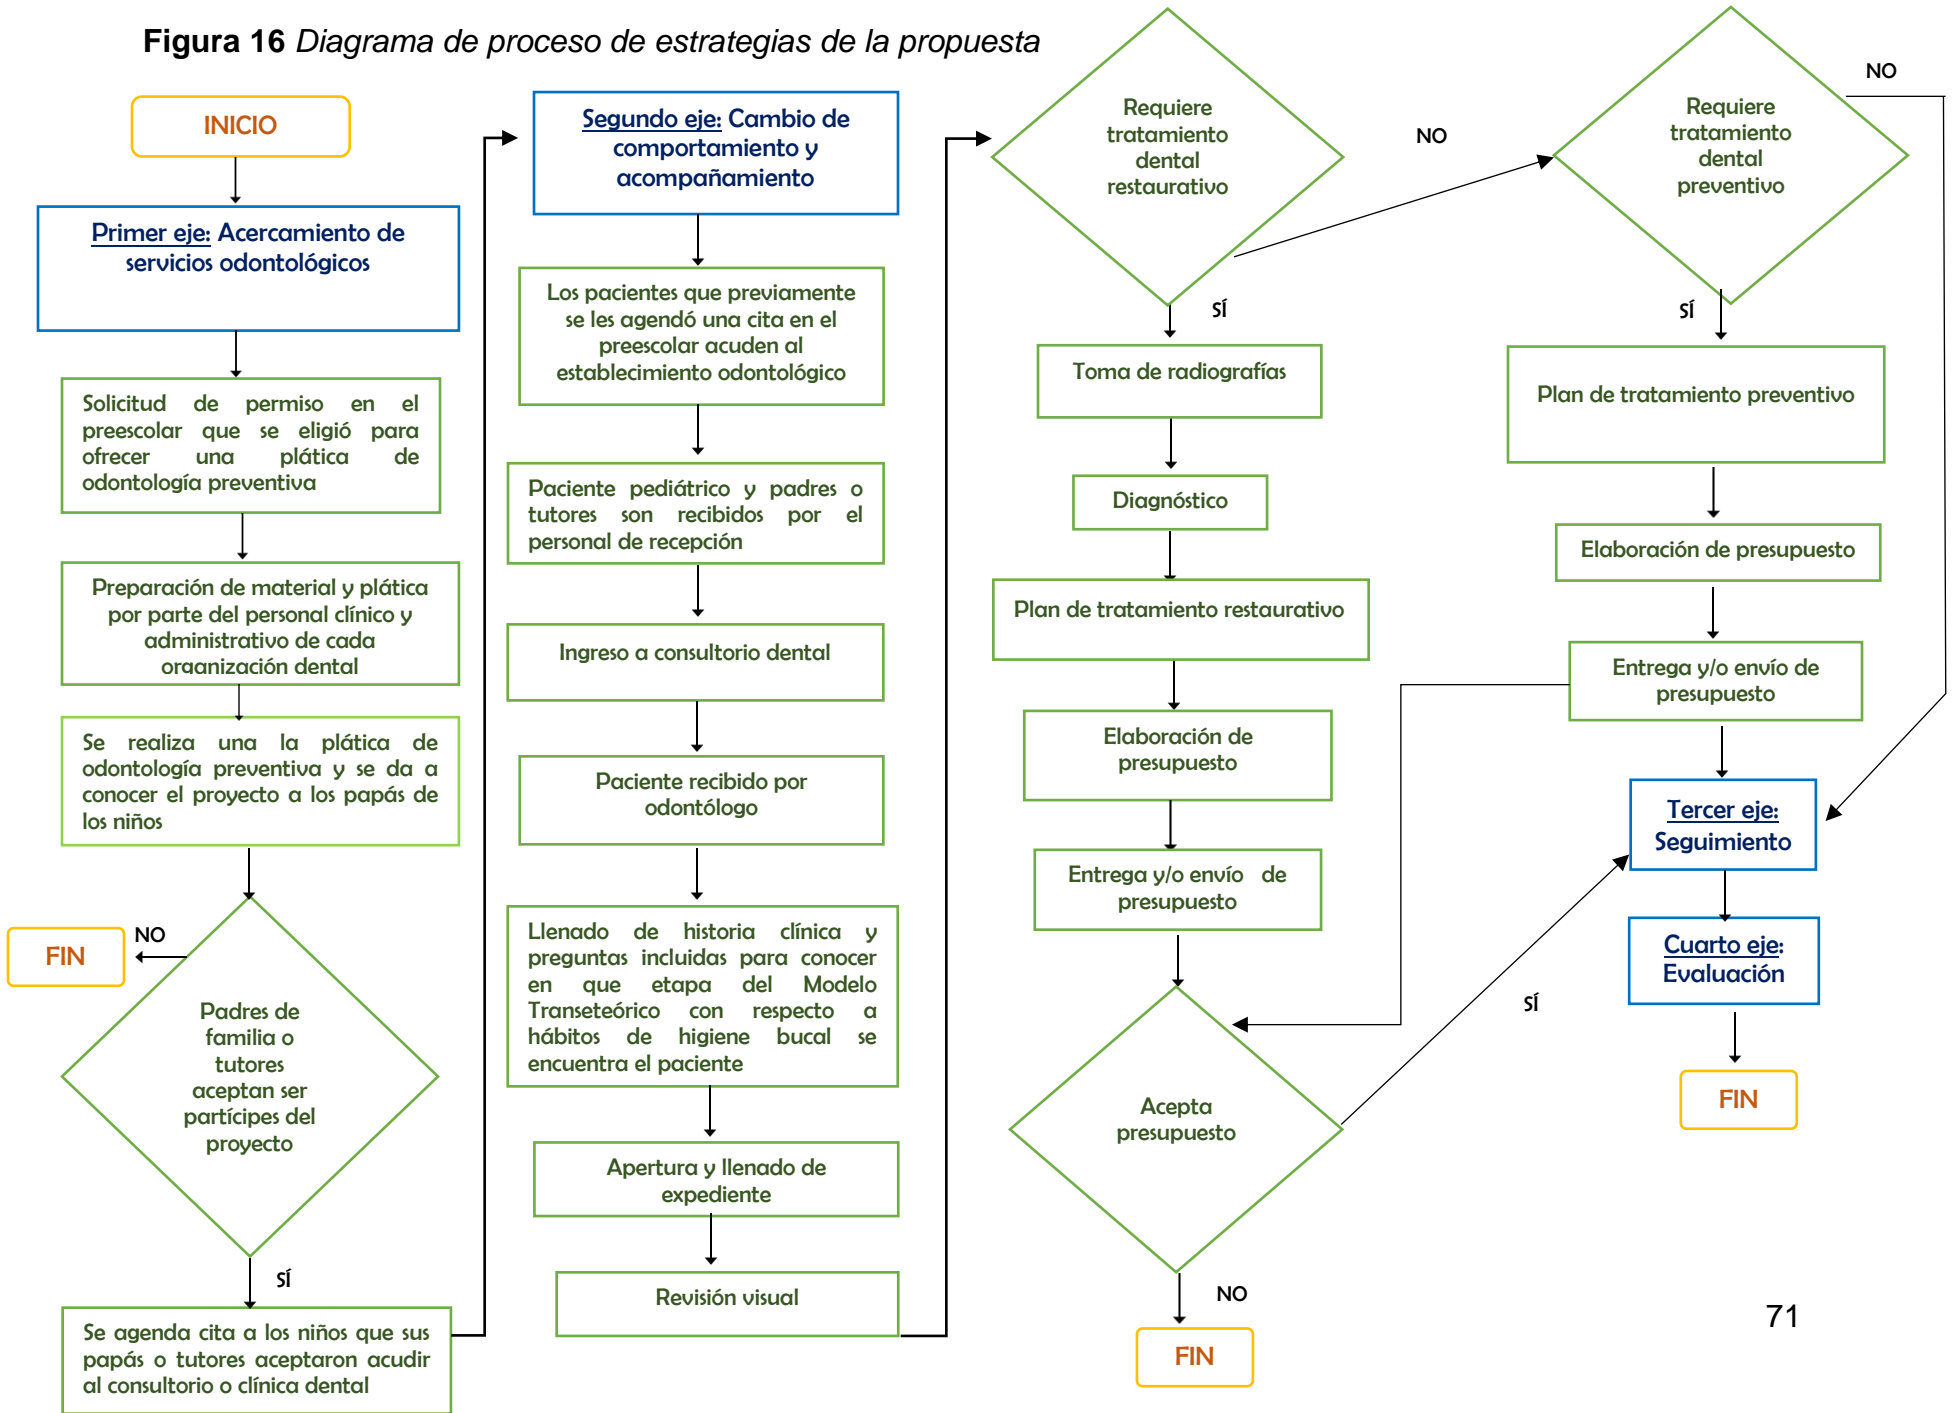 Figura 16 Diagrama de proceso de estrategias de la propuesta
INICIO
Primer eje: Acercamiento de
servicios odontológicos
Solicitud de permiso en el
preescolar que se eligió para
ofrecer una plática de
odontología preventiva
Preparación de material y plática
por parte del personal clínico y
administrativo de cada
organización dental
Se realiza una la plática de
odontología preventiva y se da a
conocer el proyecto a los papás de
los niños
NO
FIN
Padres de
familia o
tutores
aceptan ser
partícipes del
proyecto
SÍ
Se agenda cita a los niños que sus
papás o tutores aceptaron acudir
al consultorio o clínica dental
Segundo eje: Cambio de
comportamiento y
acompañamiento
Los pacientes que previamente
se les agendó una cita en el
preescolar acuden al
establecimiento odontológico
Paciente pediátrico y padres o
tutores son recibidos por el
personal de recepción
Ingreso a consultorio dental
Paciente recibido por
odontólogo
Llenado de historia clínica y
preguntas incluidas para conocer
en que etapa del Modelo
Transeteórico con respecto a
hábitos de higiene bucal se
encuentra el paciente
Apertura y llenado de
expediente
Revisión visual
Requiere
tratamiento
dental
restaurativo
NO
SÍ
Toma de radiografías
Diagnóstico
Plan de tratamiento restaurativo
Elaboración de
presupuesto
Entrega y/o envío de
presupuesto
Acepta
presupuesto
SÍ
NO
FIN
Requiere
tratamiento
dental
preventivo
NO
SÍ
Plan de tratamiento preventivo
Elaboración de presupuesto
Entrega y/o envío de
presupuesto
Tercer eje:
Seguimiento
Cuarto eje:
Evaluación
FIN
71